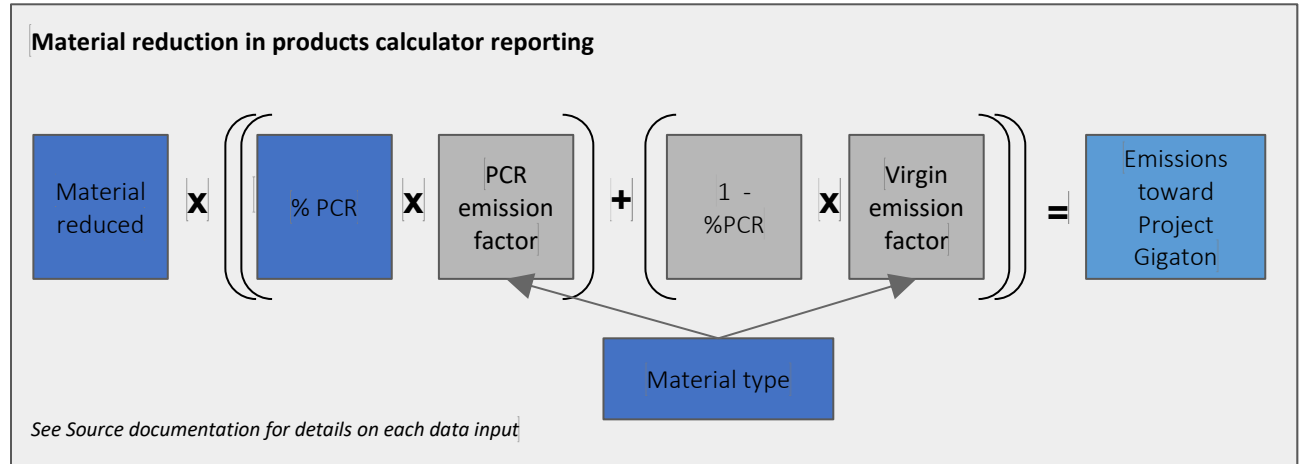 Material reduction in products calculator reporting
Material
reduced
x
% PCR
x
PCR
emission
factor
+
1 -
%PCR
x
Virgin
emission
factor
=
Emissions
toward
Project
Gigaton
Material type
See Source documentation for details on each data input